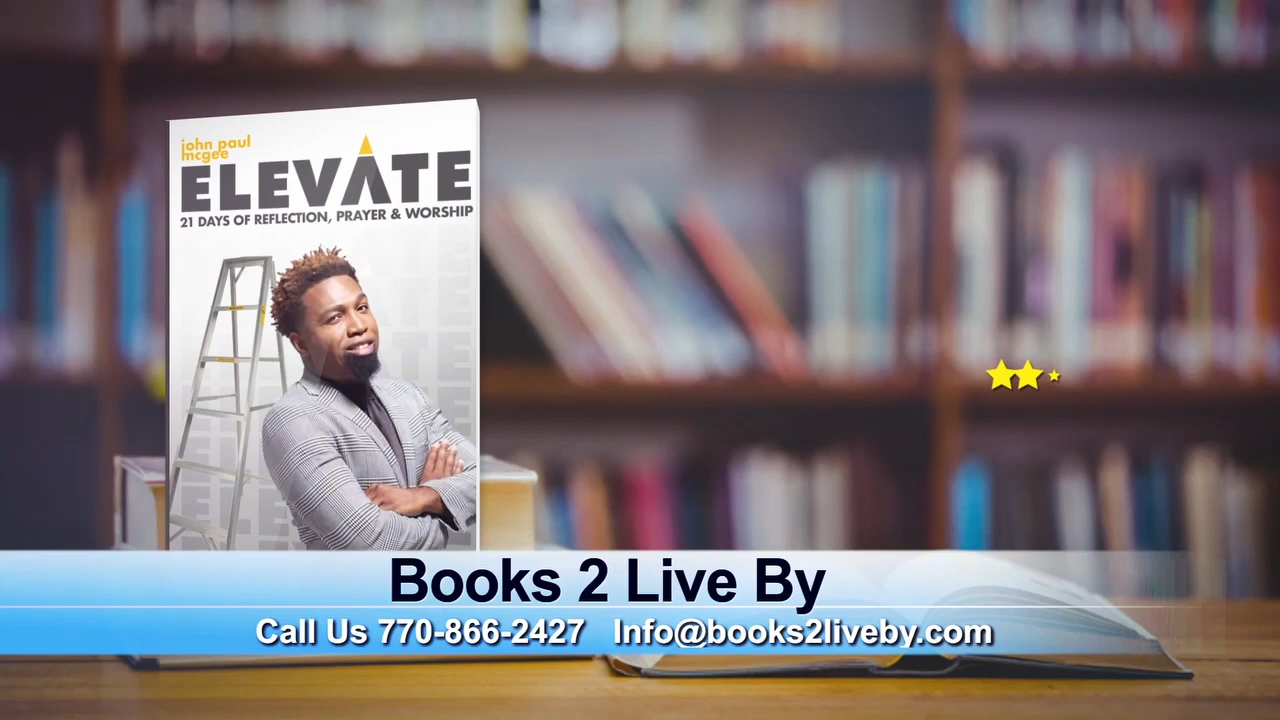 john paul
mcgee
ELEVATE
21 DAYS OF REFLECTION, PRAYER & WORSHIP
Books 2 Live By
Call Us 770-866-2427 Info@books2liveby.com